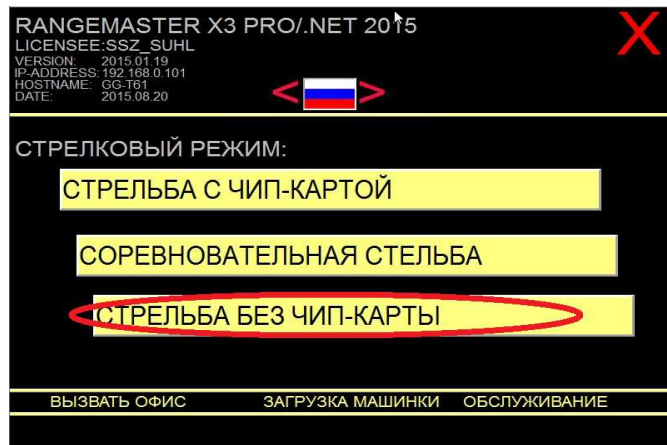 RANGEMASTER X3 PRO/.NET 2015
LICENSEE:SSZ_SUHL
VERSION: 2015.01.19
IP-ADDRESS: 192.168.0.101
HOSTNAME: GG-T61
DATE: 2015.08.20
X
< >
СТРЕЛКОВЫЙ РЕЖИМ:
СТРЕЛЬБА С ЧИП-КАРТОЙ
СОРЕВНОВАТЕЛЬНАЯ СТЕЛЬБА
СТРЕЛЬБА БЕЗ ЧИП-КАРТЫ
ВЫЗВАТЬ ОФИС ЗАГРУЗКА МАШИНКИ ОБСЛУЖИВАНИЕ